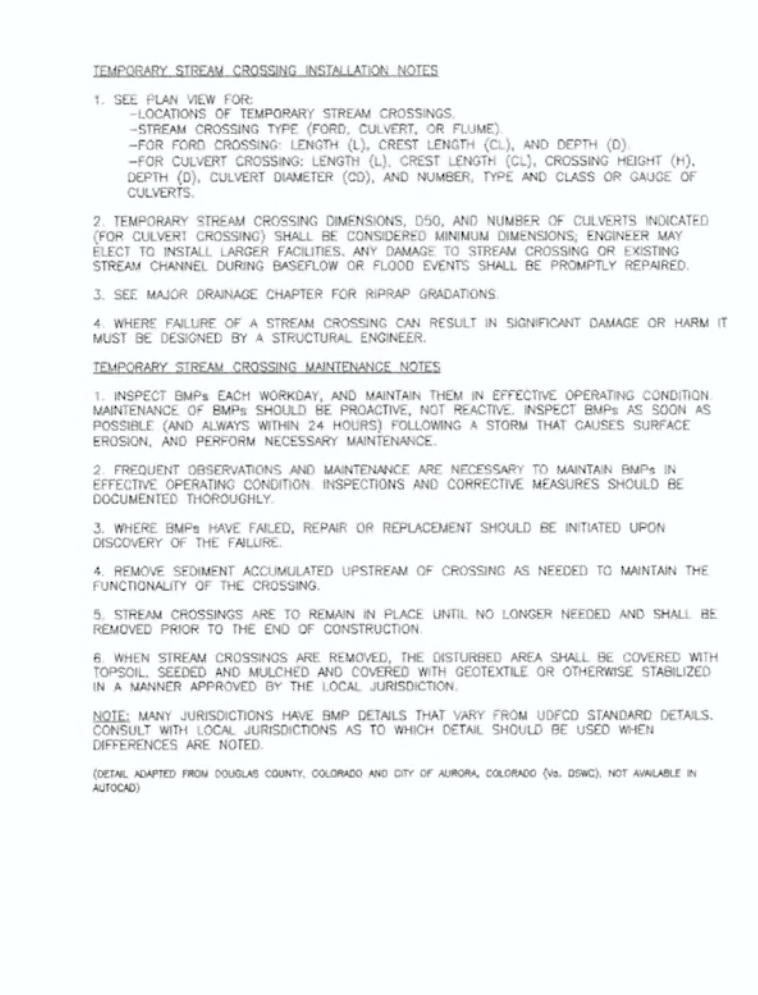 TEMPORARY STREAM CROSSING INSTALLATION NOTES
1. SEE PLAN VIEW FOR:
-LOCATIONS OF TEMPORARY STREAM CROSSINGS.
-STREAM CROSSING TYPE (FORD, CULVERT, OR FLUME).
-FOR FORD CROSSING: LENGTH (L), CREST LENGTH (CL), AND DEPTH (D).
-FOR CULVERT CROSSING: LENGTH (L), CREST LENGTH (CL), CROSSING HEIGHT (H),
DEPTH (D), CULVERT DIAMETER (CD), AND NUMBER, TYPE AND CLASS OR GAUGE OF
CULVERTS.
2. TEMPORARY STREAM CROSSING DIMENSIONS, D50, AND NUMBER OF CULVERTS INDICATED
(FOR CULVERT CROSSING) SHALL BE CONSIDERED MINIMUM DIMENSIONS; ENGINEER MAY
ELECT TO INSTALL LARGER FACILITIES. ANY DAMAGE TO STREAM CROSSING OR EXISTING
STREAM CHANNEL DURING BASEFLOW OR FLOOD EVENTS SHALL BE PROMPTLY REPAIRED.
3. SEE MAJOR DRAINAGE CHAPTER FOR RIPRAP GRADATIONS.
4. WHERE FAILURE OF A STREAM CROSSING CAN RESULT IN SIGNIFICANT DAMAGE OR HARM IT
MUST BE DESIGNED BY A STRUCTURAL ENGINEER.
TEMPORARY STREAM CROSSING MAINTENANCE NOTES
1. INSPECT BMPs EACH WORKDAY, AND MAINTAIN THEM IN EFFECTIVE OPERATING CONDITION.
MAINTENANCE OF BMPs SHOULD BE PROACTIVE, NOT REACTIVE. INSPECT BMPs AS SOON AS
POSSIBLE (AND ALWAYS WITHIN 24 HOURS) FOLLOWING A STORM THAT CAUSES SURFACE
EROSION, AND PERFORM NECESSARY MAINTENANCE.
2. FREQUENT OBSERVATIONS AND MAINTENANCE ARE NECESSARY TO MAINTAIN BMPs IN
EFFECTIVE OPERATING CONDITION. INSPECTIONS AND CORRECTIVE MEASURES SHOULD BE
DOCUMENTED THOROUGHLY.
3. WHERE BMPs HAVE FAILED, REPAIR OR REPLACEMENT SHOULD BE INITIATED UPON
DISCOVERY OF THE FAILURE.
4. REMOVE SEDIMENT ACCUMULATED UPSTREAM OF CROSSING AS NEEDED TO MAINTAIN THE
FUNCTIONALITY OF THE CROSSING.
5. STREAM CROSSINGS ARE TO REMAIN IN PLACE UNTIL NO LONGER NEEDED AND SHALL BE
REMOVED PRIOR TO THE END OF CONSTRUCTION.
6. WHEN STREAM CROSSINGS ARE REMOVED, THE DISTURBED AREA SHALL BE COVERED WITH
TOPSOIL, SEEDED AND MULCHED AND COVERED WITH GEOTEXTILE OR OTHERWISE STABILIZED
IN A MANNER APPROVED BY THE LOCAL JURISDICTION.
NOTE: MANY JURISDICTIONS HAVE BMP DETAILS THAT VARY FROM UDFCD STANDARD DETAILS.
CONSULT WITH LOCAL JURISDICTIONS AS TO WHICH DETAIL SHOULD BE USED WHEN
DIFFERENCES ARE NOTED.
(DETAIL ADAPTED FROM DOUGLAS COUNTY, COLORADO AND CITY OF AURORA, COLORADO (Va. DSWC), NOT AVAILABLE IN
AUTOCAD)